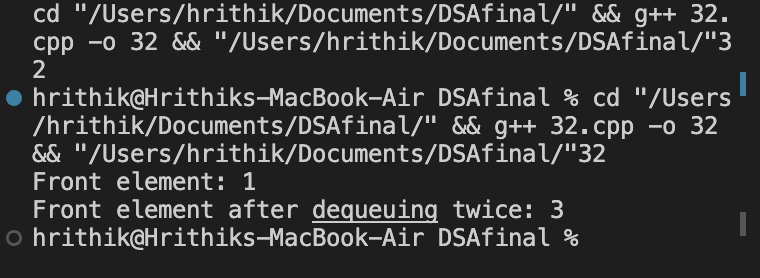 cd "/Users/hrithik/Documents/DSAfinal/" && g++ 32.
cpp -o 32 && "/Users/hrithik/Documents/DSAfinal/"3
2
hrithik@Hrithiks-MacBook-Air DSAfinal % cd "/Users
/hrithik/Documents/DSAfinal/" && g++ 32.cpp -o 32
&& "/Users/hrithik/Documents/DSAfinal/"32
Front element: 1
Front element after dequeuing twice: 3
hrithik@Hrithiks-MacBook-Air DSAfinal %